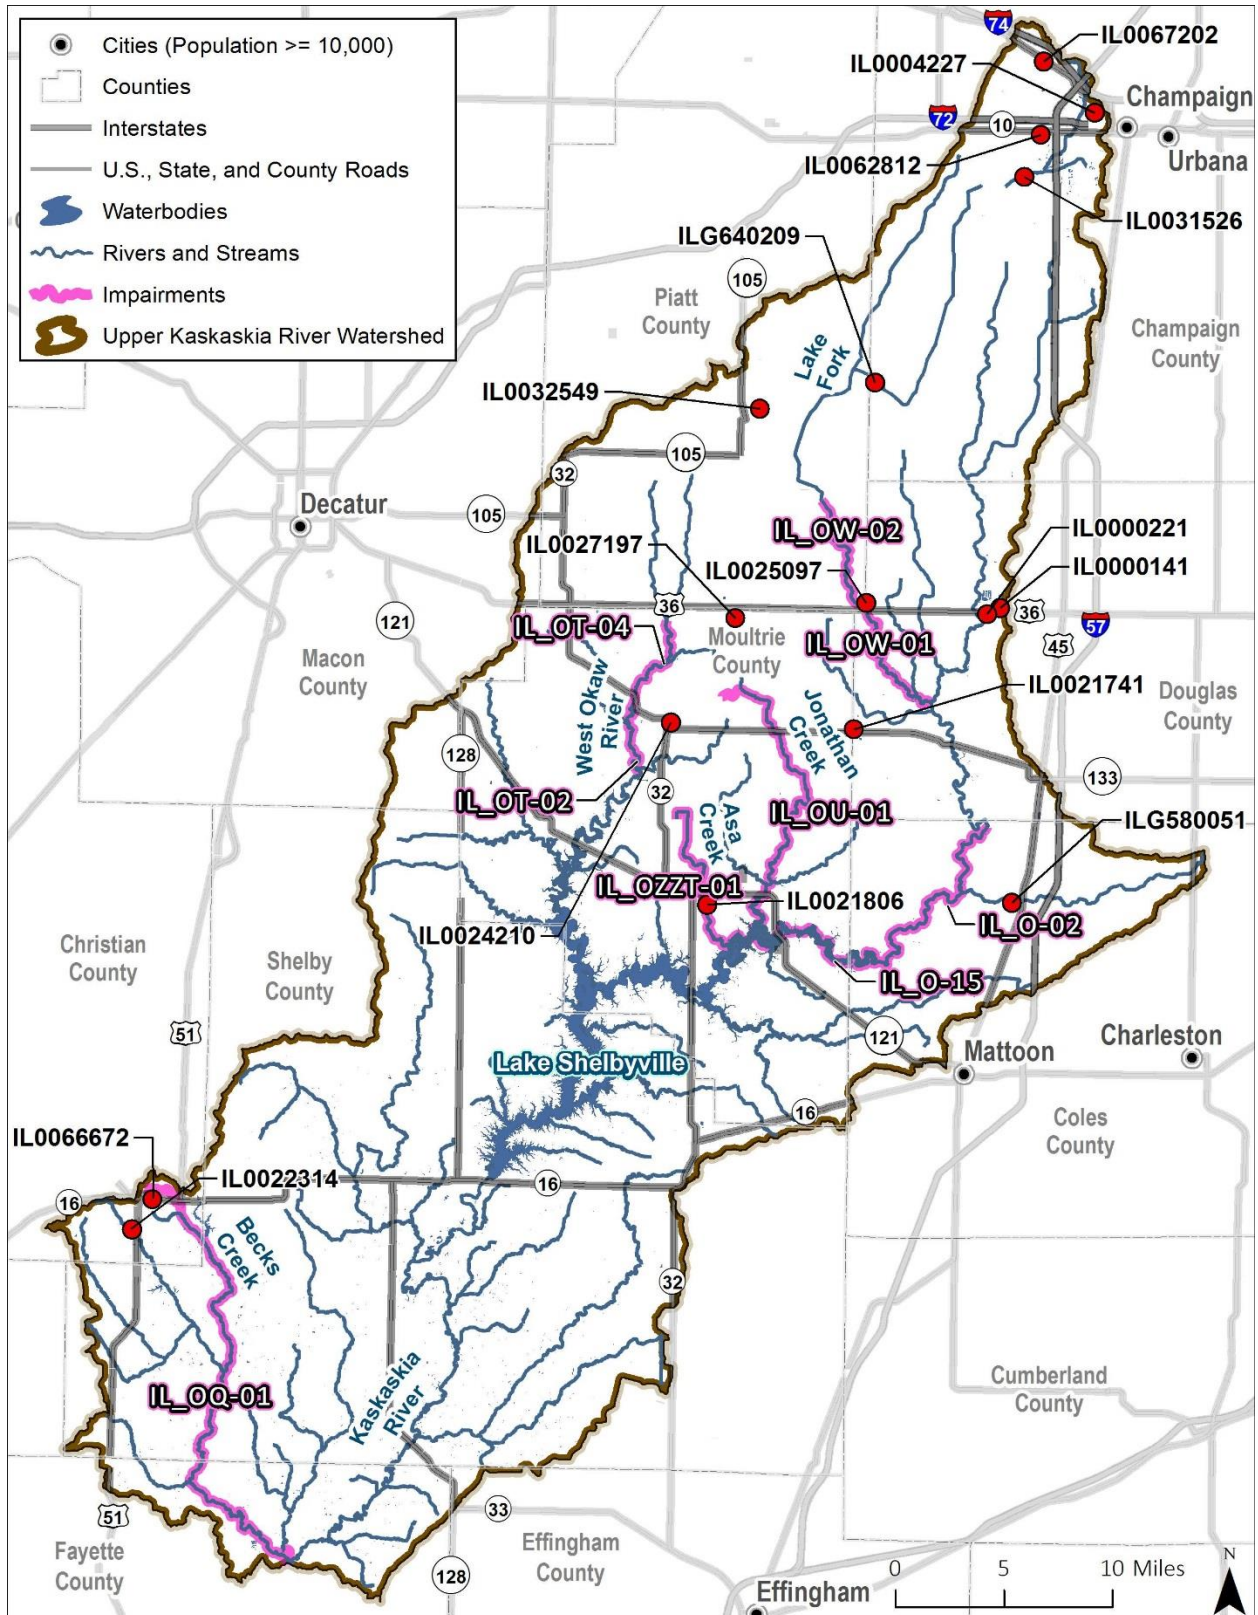 Cities (Population >= 10,000)
Counties
Interstates
U.S., State, and County Roads
Waterbodies
Rivers and Streams
Impairments
Upper Kaskaskia River Watershed
74
IL0067202
IL0004227
Champaign
72
10
Urbana
IL0062812
IL0031526
ILG640209
105
Piatt
County
Champaign
County
Lake
Fork
IL0032549
105
32
Decatur
105
IL_OW-02
IL0000221
IL0027197
IL0000141
IL0025097
36
36
57
121
IL_OT-04
Moultrie
County
IL_OW-01
45
Macon
County
IL0021741
West Okaw
River
Jonathan
Creek
Douglas
County
128
133
32
IL_OT-02
Asa
Creek
IL_OU-01
ILG580051
IL_OZZT-01
IL0021806
IL_O-02
IL0024210
Christian
County
Shelby
County
IL_O-15
51
121
Charleston
Mattoon
Lake Shelbyville
16
Coles
County
IL0066672
IL0022314
16
16
Becks
Creek
32
Kaskaskia
River
IL_OQ-01
Cumberland
County
51
33
Fayette
County
Effingham
County
128
0
10 Miles
N
Effingham